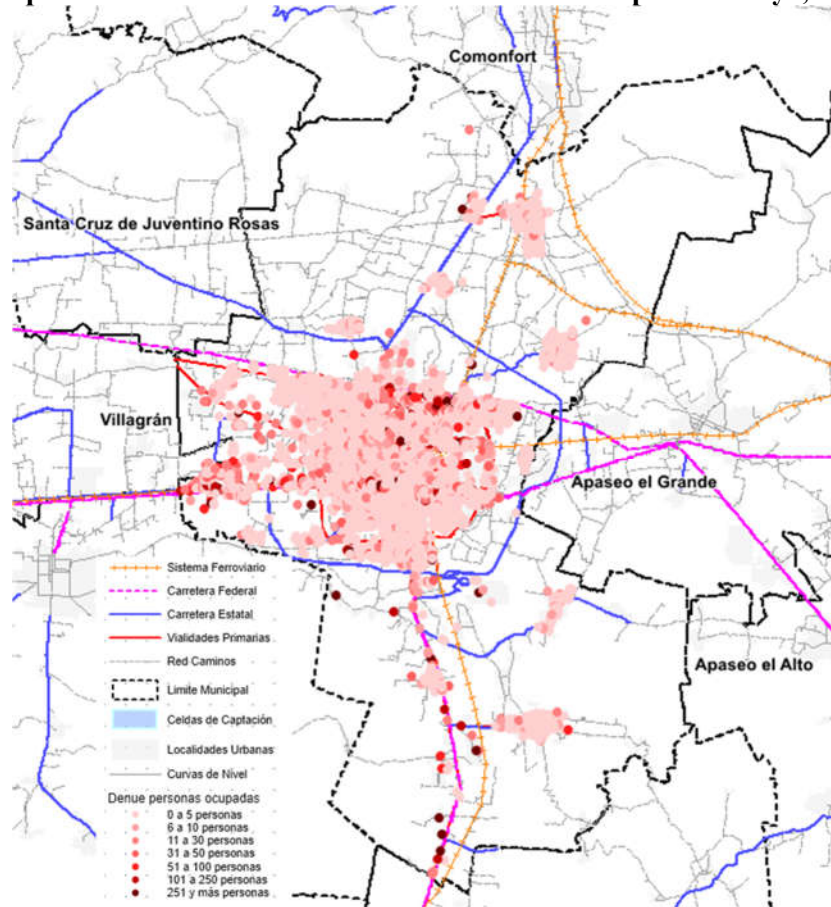 Comonfort
Santa Cruz de Juventino Rosas
Villagrán
Apaseo el Grande
Apaseo el Alto
Sistema Ferroviario
Carretera Federal
Carretera Estatal
Vialidades Primarias
Red Caminos
Limite Municipal
Celdas de Captación
Localidades Urbanas
Curvas de Nivel
Denue personas ocupadas
0 a 5 personas
6 a 10 personas
11 a 30 personas
31 a 50 personas
51 a 100 personas
101 a 250 personas
251 y más personas